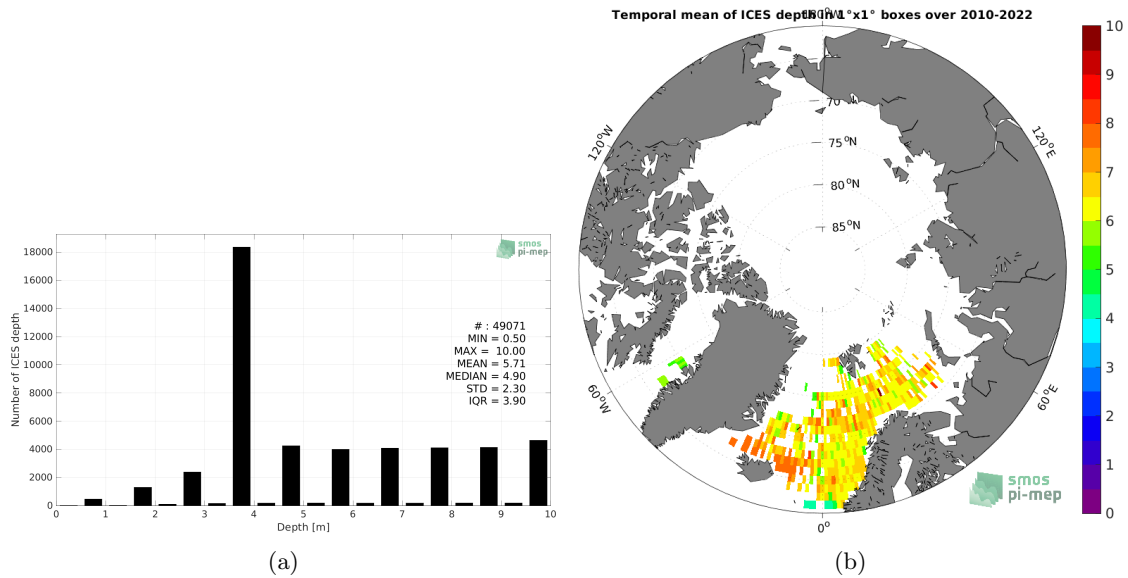 Temporal mean of ICES depth in 1°x1° boxes over 2010-2022
180°W
120°W
120°E
60°W
60°E
0°
70°N
75°N
80°N
85°N
10
9
8
7
6
5
4
3
2
1
0
smos
pi-mep
18000
16000
14000
12000
10000
8000
6000
4000
2000
0
Number of ICES depth
smos
pi-mep
# : 49071
MIN = 0.50
MAX = 10.00
MEAN = 5.71
MEDIAN = 4.90
STD = 2.30
IQR = 3.90
0 1 2 3 4 5 6 7 8 9 10
Depth [m]
(a)
(b)